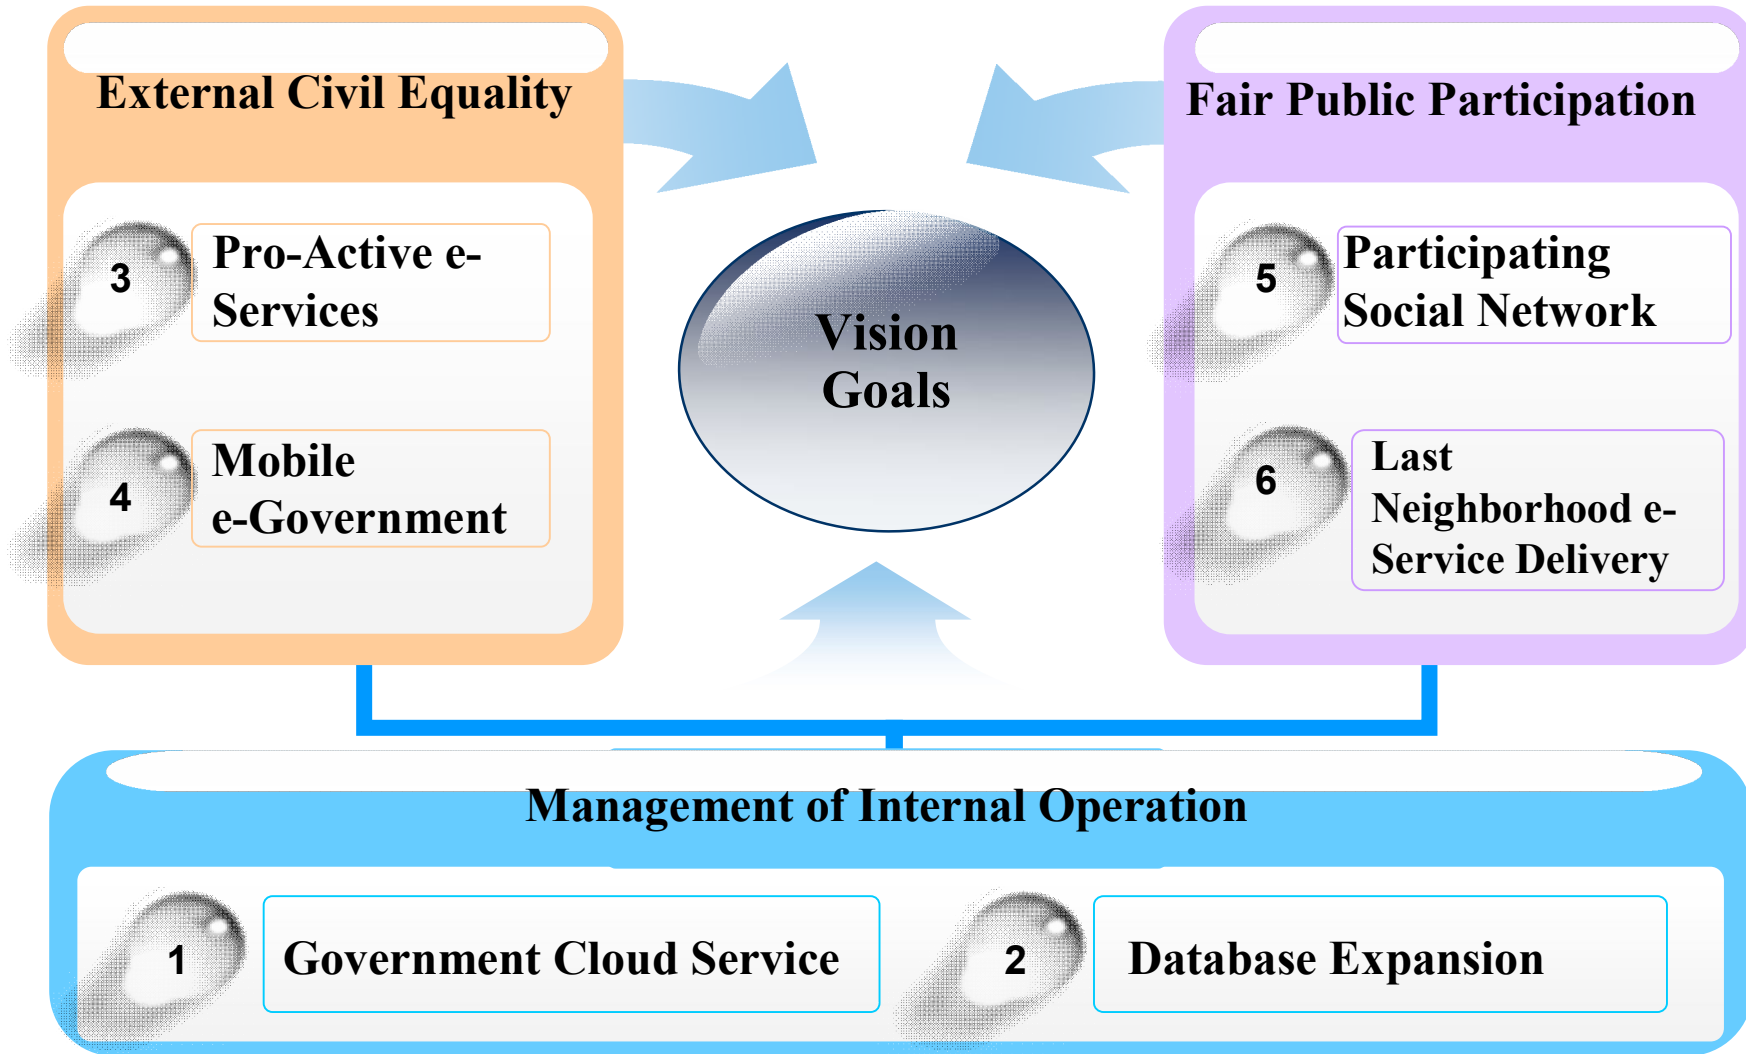 External Civil Equality
3
Pro-Active e-
Services
4
Mobile
e-Government
Vision
Goals
Fair Public Participation
5
Participating
Social Network
6
Last
Neighborhood e-
Service Delivery
Management of Internal Operation
1
Government Cloud Service
2
Database Expansion